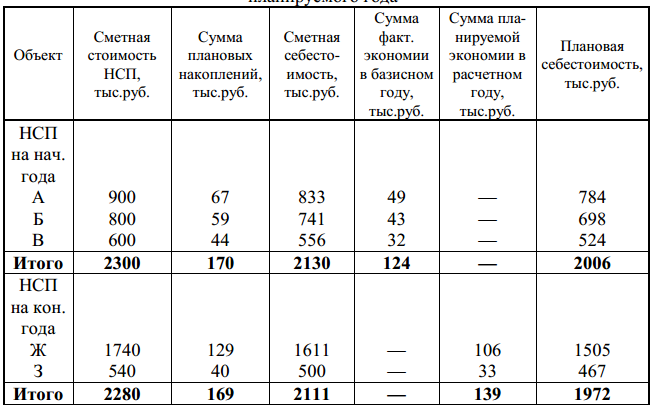 планируемого года
Объект | Сметная стоимость НСП, тыс.руб. | Сумма плановых накоплений, тыс.руб. | Сметная себесто-имость, тыс.руб. | Сумма факт. экономии в базисном году, тыс.руб. | Сумма пла-нируемой экономии в расчетном году, тыс.руб. | Плановая себестоимость, тыс.руб.
НСП
на нач.
года
А 900 67 833 49 — 784
Б 800 59 741 43 — 698
В 600 44 556 32 — 524
Итого 2300 170 2130 124 — 2006
НСП
на кон.
года
Ж 1740 129 1611 — 106 1505
З 540 40 500 — 33 467
Итого 2280 169 2111 — 139 1972